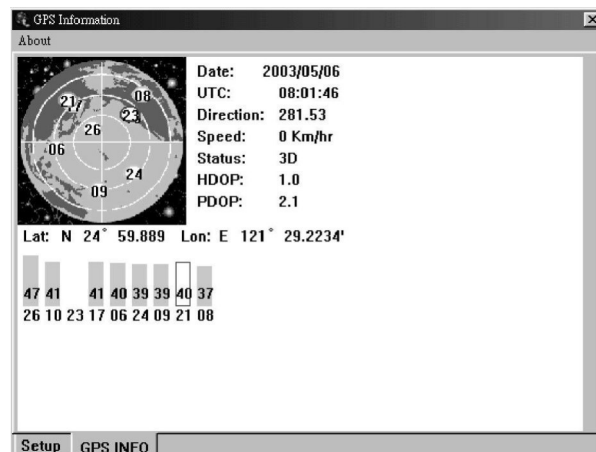 GPS Information
About
Date: 2003/05/06
UTC: 08:01:46
Direction: 281.53
Speed: 0 Km/hr
Status: 3D
HDOP: 1.0
PDOP: 2.1
21
08
23
26
06
24
09
Lat: N 24° 59.889 Lon: E 121° 29.2234'
47 41 41 40 39 39 40 37
26 10 23 17 06 24 09 21 08
Setup GPS INFO